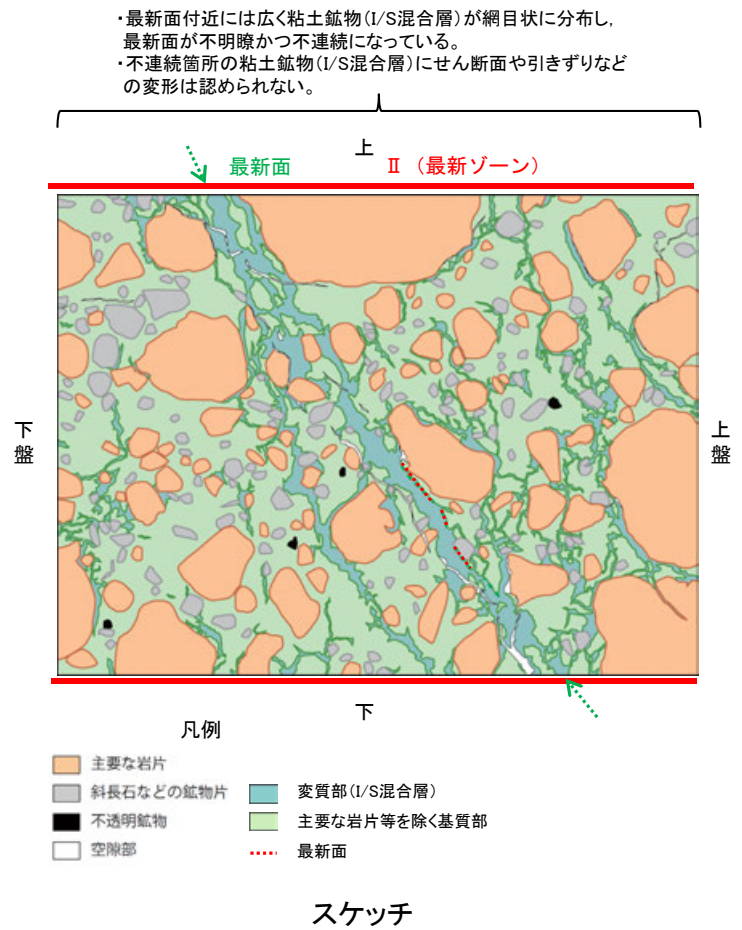 ・最新面付近には広く粘土鉱物(I/S混合層)が網目状に分布し,
最新面が不明瞭かつ不連続になっている。
・不連続箇所の粘土鉱物(I/S混合層)にせん断面や引きずりなど
の変形は認められない。
上
最新面
Ⅱ （最新ゾーン）
下盤
上盤
下
凡例
主要な岩片
斜長石などの鉱物片
不透明鉱物
空隙部
変質部(I/S混合層)
主要な岩片等を除く基質部
最新面
スケッチ